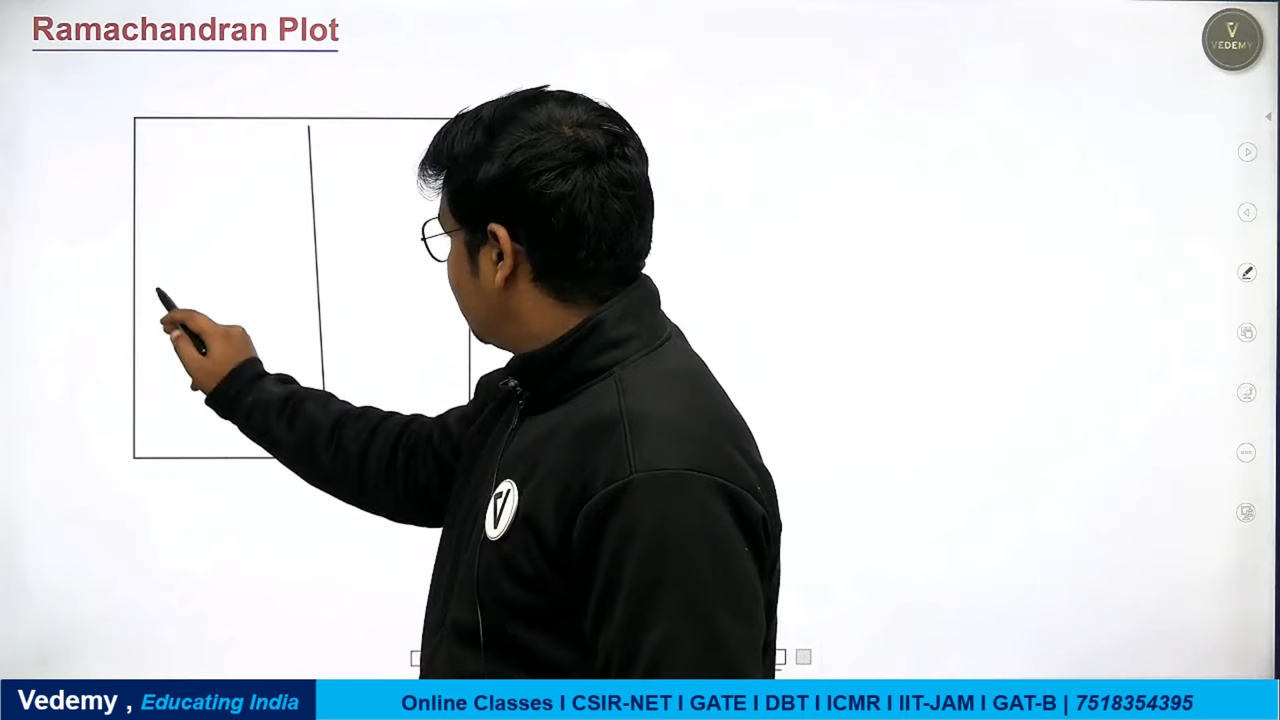 Ramachandran Plot
V
VEDEMY
V
Vedemy , Educating India
Online Classes I CSIR-NET I GATE I DBT I ICMR I IIT-JAM I GAT-B | 7518354395